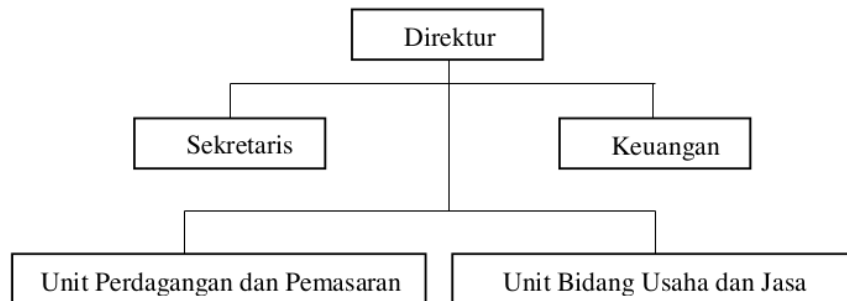 Direktur
Sekretaris
Keuangan
Unit Perdagangan dan Pemasaran
Unit Bidang Usaha dan Jasa